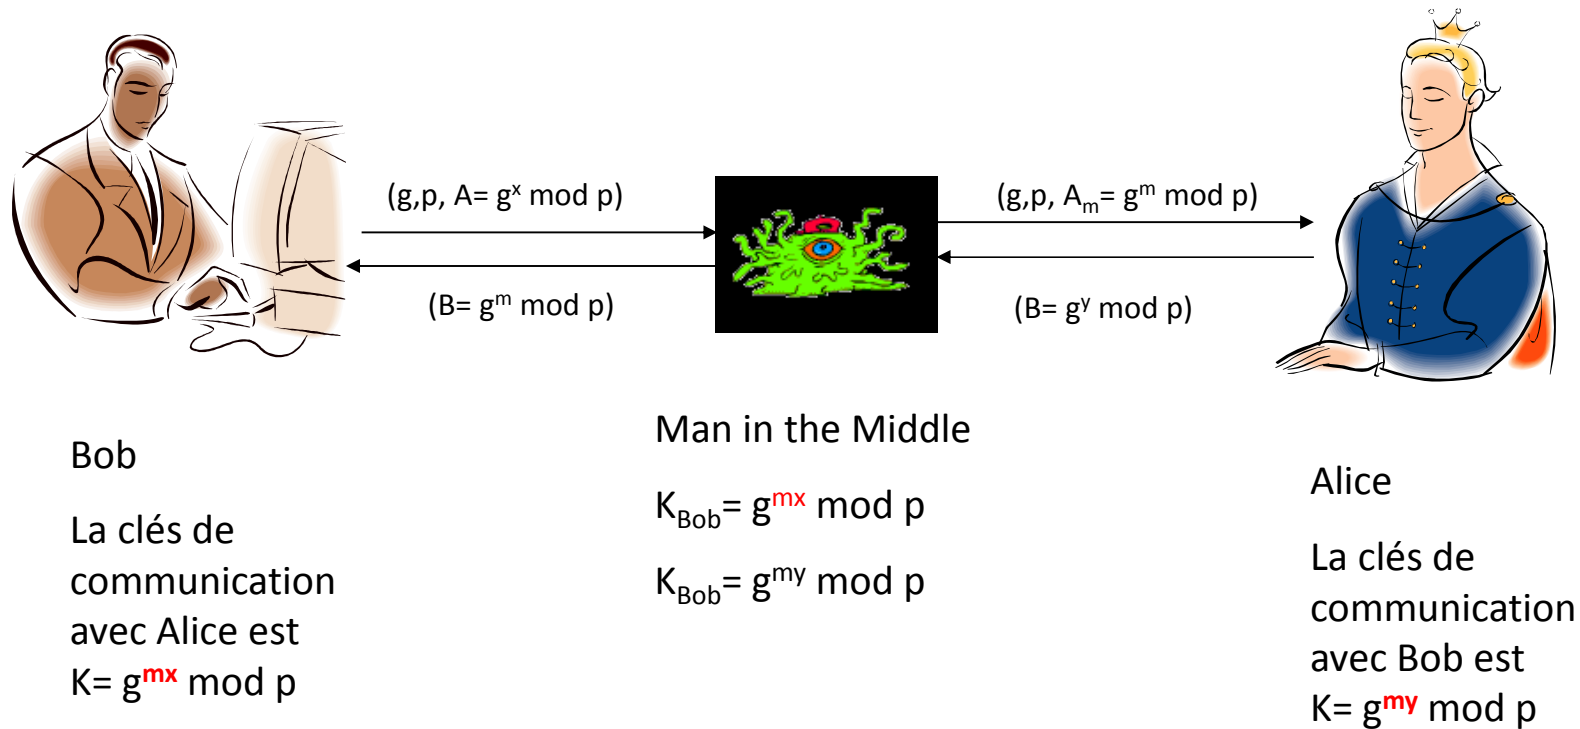 (g,p, A= gˣ mod p)
(B= gᵐ mod p)
(g,p, Aₘ= gᵐ mod p)
(B= gʸ mod p)
Bob
La clés de
communication
avec Alice est
K= gᵐˣ mod p
Man in the Middle
K_Bob= gᵐˣ mod p
K_Bob= gᵐʸ mod p
Alice
La clés de
communication
avec Bob est
K= gᵐʸ mod p